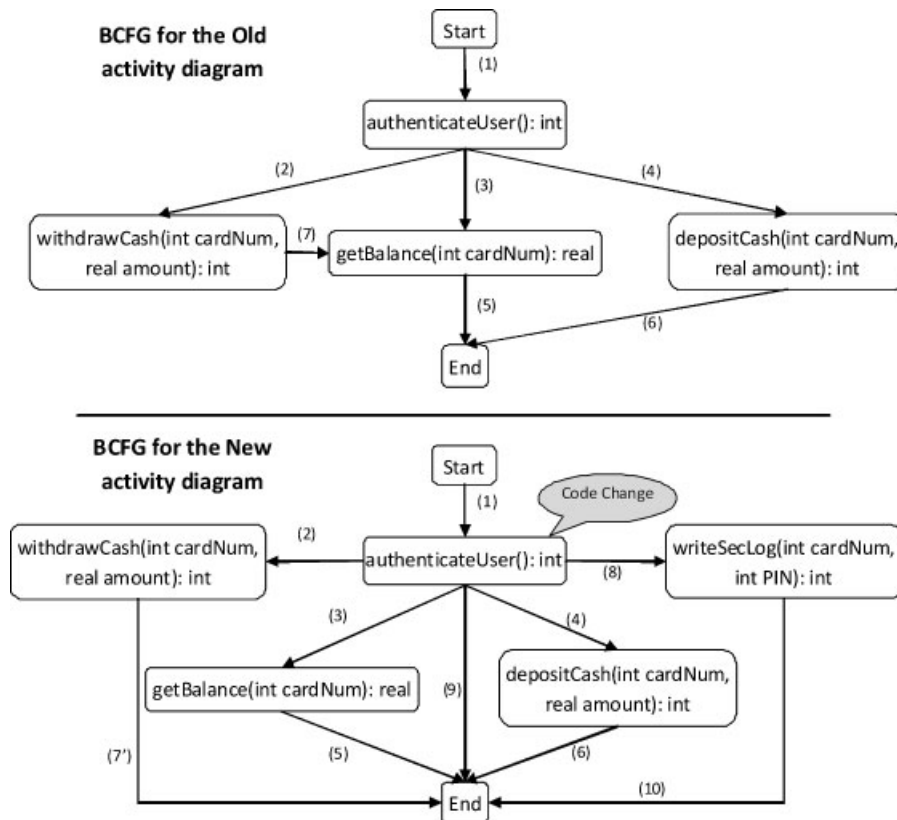 BCFG for the Old
activity diagram
Start
(1)
authenticateUser(): int
(2)
(3)
(4)
withdrawCash(int cardNum,
real amount): int
(7)
getBalance(int cardNum): real
depositCash(int cardNum,
real amount): int
(5)
(6)
End
BCFG for the New
activity diagram
Start
(1)
Code Change
withdrawCash(int cardNum,
real amount): int
(2)
authenticateUser(): int
(8)
writeSecLog(int cardNum,
int PIN): int
(3)
(4)
getBalance(int cardNum): real
(9)
depositCash(int cardNum,
real amount): int
(7')
(5)
(6)
(10)
End